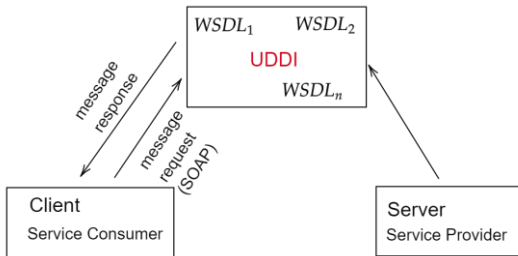 WSDL₁ WSDL₂
UDDI
WSDLₙ
message
response
message
request
(SOAP)
Client
Service Consumer
Server
Service Provider